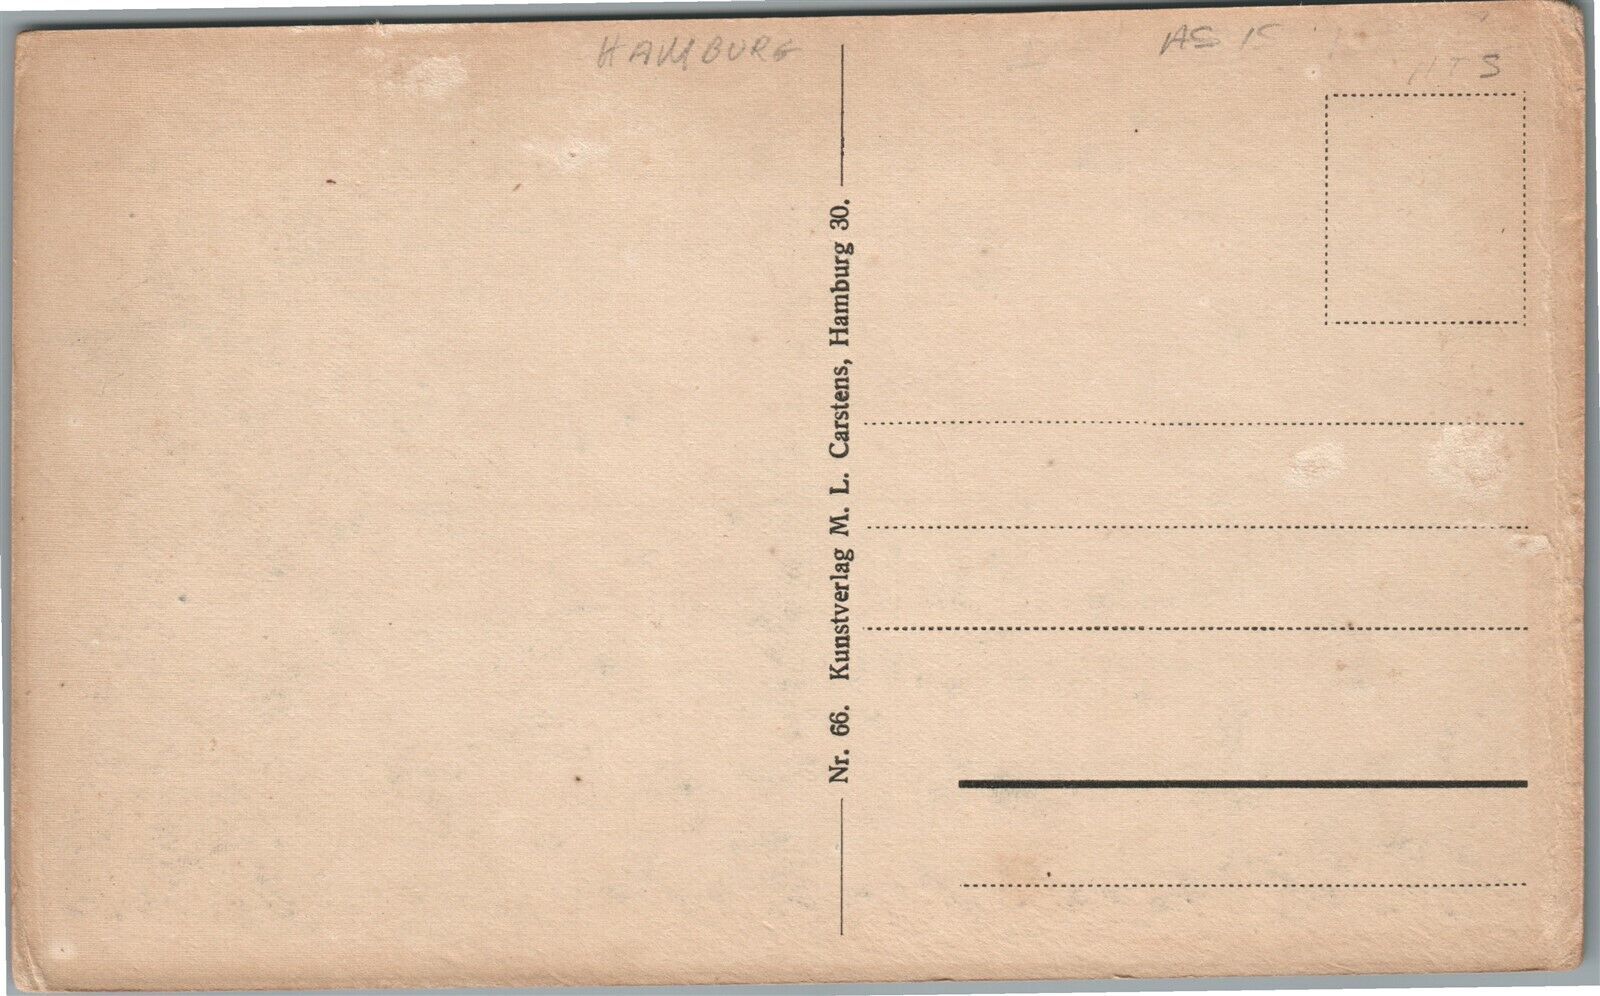 HAMBURG
AS IS
Nr. 66. Kunstverlag M. L. Carstens, Hamburg 30.